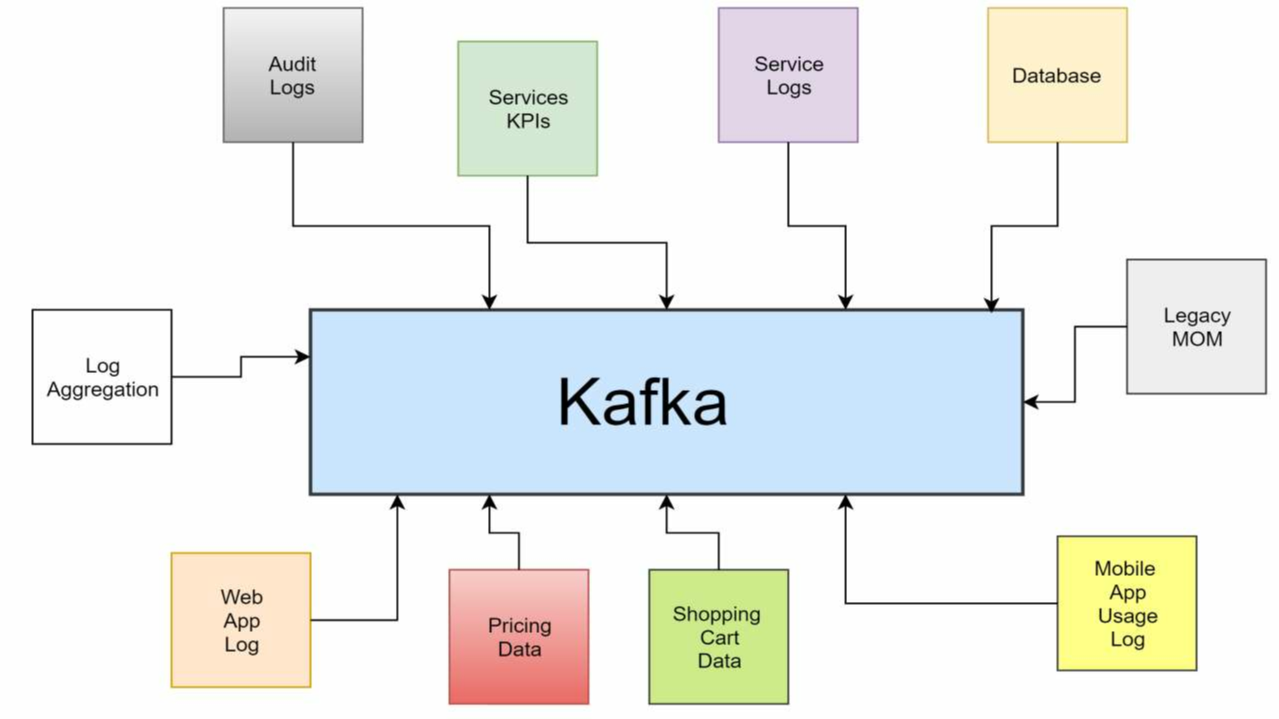 Audit
Logs
Services
KPIs
Service
Logs
Database
Legacy
MOM
Log
Aggregation
Kafka
Web
App
Log
Pricing
Data
Shopping
Cart
Data
Mobile
App
Usage
Log